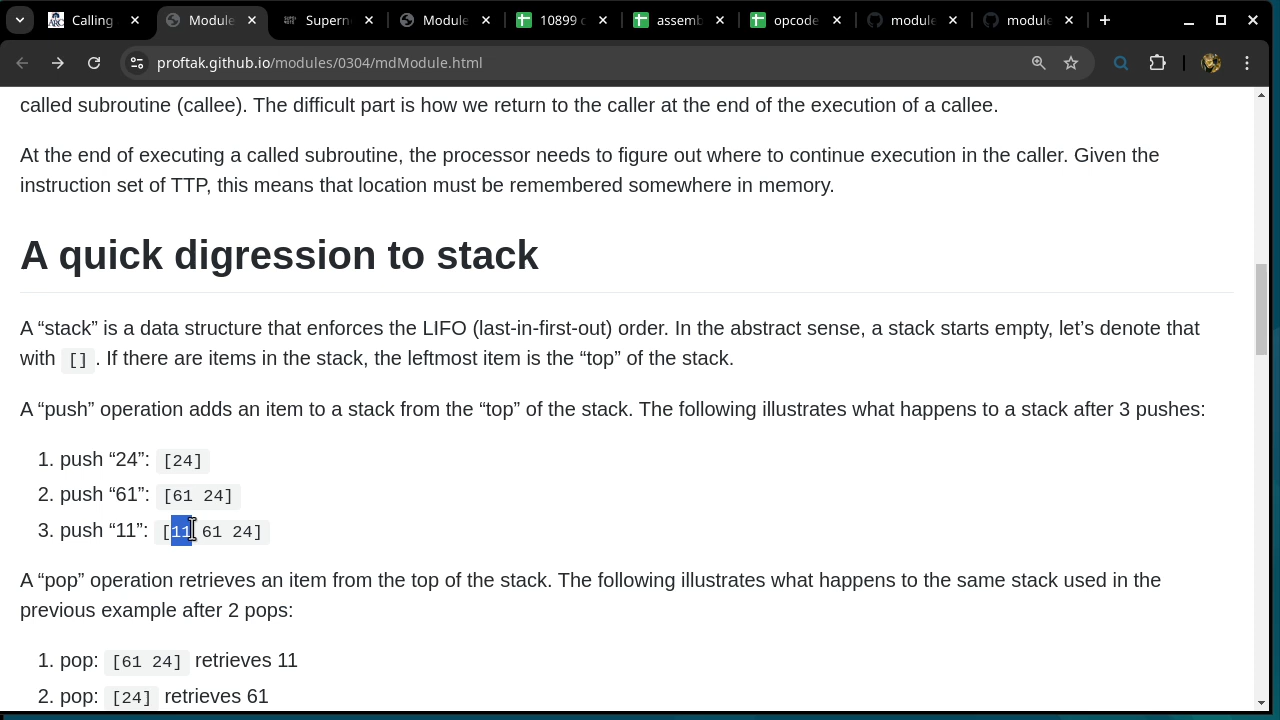 Calling
Module
Supern
Module
10899 c
assemb
opcode
module
module
proftak.github.io/modules/0304/mdModule.html
called subroutine (callee). The difficult part is how we return to the caller at the end of the execution of a callee.
At the end of executing a called subroutine, the processor needs to figure out where to continue execution in the caller. Given the
instruction set of TTP, this means that location must be remembered somewhere in memory.
A quick digression to stack
A “stack” is a data structure that enforces the LIFO (last-in-first-out) order. In the abstract sense, a stack starts empty, let’s denote that
with []. If there are items in the stack, the leftmost item is the “top” of the stack.
A “push” operation adds an item to a stack from the “top” of the stack. The following illustrates what happens to a stack after 3 pushes:
1. push “24”: [24]
2. push “61”: [61 24]
3. push “11”: [11 61 24]
A “pop” operation retrieves an item from the top of the stack. The following illustrates what happens to the same stack used in the
previous example after 2 pops:
1. pop: [61 24] retrieves 11
2. pop: [24] retrieves 61